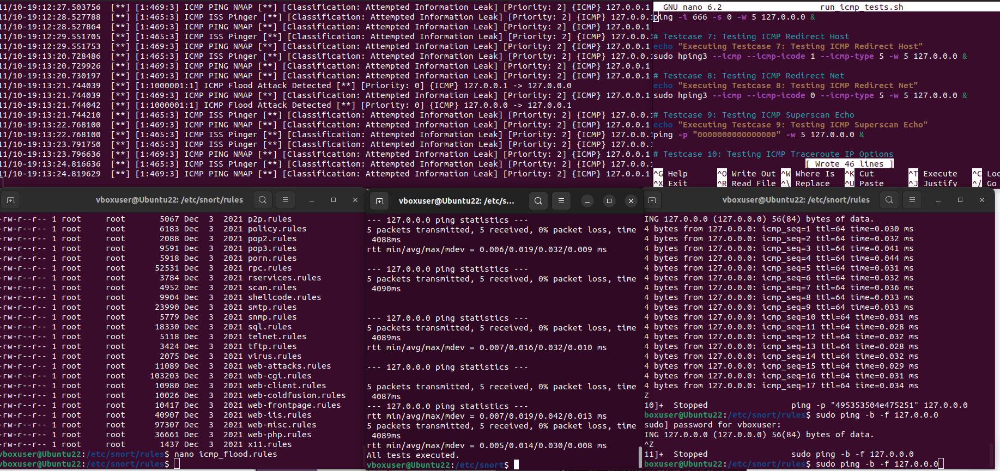 11/10-19:12:27.503756  [**] [1:469:3] ICMP PING NMAP [**] [Classification: Attempted Information Leak] [Priority: 2] {ICMP} 127.0.0.1
11/10-19:12:28.527788  [**] [1:465:3] ICMP ISS Pinger [**] [Classification: Attempted Information Leak] [Priority: 2] {ICMP} 127.0.0.1
11/10-19:12:28.527864  [**] [1:469:3] ICMP PING NMAP [**] [Classification: Attempted Information Leak] [Priority: 2] {ICMP} 127.0.0.1
11/10-19:12:29.551705  [**] [1:465:3] ICMP ISS Pinger [**] [Classification: Attempted Information Leak] [Priority: 2] {ICMP} 127.0.0.1
11/10-19:12:29.551753  [**] [1:469:3] ICMP PING NMAP [**] [Classification: Attempted Information Leak] [Priority: 2] {ICMP} 127.0.0.1
11/10-19:13:20.728486  [**] [1:465:3] ICMP ISS Pinger [**] [Classification: Attempted Information Leak] [Priority: 2] {ICMP} 127.0.0.1
11/10-19:13:20.729926  [**] [1:469:3] ICMP PING NMAP [**] [Classification: Attempted Information Leak] [Priority: 2] {ICMP} 127.0.0.1
11/10-19:13:20.730197  [**] [1:469:3] ICMP PING NMAP [**] [Classification: Attempted Information Leak] [Priority: 2] {ICMP} 127.0.0.1
11/10-19:13:21.744039  [**] [1:1000001:1] ICMP Flood Attack Detected [**] [Priority: 0] {ICMP} 127.0.0.1 -> 127.0.0.0
11/10-19:13:21.744039  [**] [1:469:3] ICMP PING NMAP [**] [Classification: Attempted Information Leak] [Priority: 2] {ICMP} 127.0.0.1
11/10-19:13:21.744042  [**] [1:1000001:1] ICMP Flood Attack Detected [**] [Priority: 0] {ICMP} 127.0.0.0 -> 127.0.0.1
11/10-19:13:21.744210  [**] [1:465:3] ICMP ISS Pinger [**] [Classification: Attempted Information Leak] [Priority: 2] {ICMP} 127.0.0.1
11/10-19:13:22.768100  [**] [1:469:3] ICMP PING NMAP [**] [Classification: Attempted Information Leak] [Priority: 2] {ICMP} 127.0.0.1
11/10-19:13:22.768100  [**] [1:465:3] ICMP ISS Pinger [**] [Classification: Attempted Information Leak] [Priority: 2] {ICMP} 127.0.0.1
11/10-19:13:23.791750  [**] [1:465:3] ICMP ISS Pinger [**] [Classification: Attempted Information Leak] [Priority: 2] {ICMP} 127.0.0.1
11/10-19:13:23.796636  [**] [1:469:3] ICMP PING NMAP [**] [Classification: Attempted Information Leak] [Priority: 2] {ICMP} 127.0.0.1
11/10-19:13:24.816636  [**] [1:465:3] ICMP ISS Pinger [**] [Classification: Attempted Information Leak] [Priority: 2] {ICMP} 127.0.0.1
11/10-19:13:24.819629  [**] [1:469:3] ICMP PING NMAP [**] [Classification: Attempted Information Leak] [Priority: 2] {ICMP} 127.0.0.1
GNU nano 6.2 run_icmp_tests.sh
ping -i 666 -s 0 -w 5 127.0.0.0 &
# Testcase 7: Testing ICMP Redirect Host
echo "Executing Testcase 7: Testing ICMP Redirect Host"
sudo hping3 --icmp --icmp-icode 1 --icmp-type 5 -w 5 127.0.0.0 &
# Testcase 8: Testing ICMP Redirect Net
echo "Executing Testcase 8: Testing ICMP Redirect Net"
sudo hping3 --icmp --icmp-icode 0 --icmp-type 5 -w 5 127.0.0.0 &
# Testcase 9: Testing ICMP Superscan Echo
echo "Executing Testcase 9: Testing ICMP Superscan Echo"
ping -p "0000000000000000" -w 5 127.0.0.0 &
# Testcase 10: Testing ICMP Traceroute IP Options
[ Wrote 46 lines ]
^G Help ^O Write Out ^W Where Is ^K Cut ^T Execute ^C Loc
^X Exit ^R Read File ^\ Replace ^U Paste ^J Justify ^/ Go
vboxuser@Ubuntu22: /etc/snort/rules
-rw-r--r-- 1 root     root       5067 Dec  3  2021 p2p.rules
-rw-r--r-- 1 root     root       6183 Dec  3  2021 policy.rules
-rw-r--r-- 1 root     root       2088 Dec  3  2021 pop2.rules
-rw-r--r-- 1 root     root       9591 Dec  3  2021 pop3.rules
-rw-r--r-- 1 root     root       5918 Dec  3  2021 porn.rules
-rw-r--r-- 1 root     root      52531 Dec  3  2021 rpc.rules
-rw-r--r-- 1 root     root       3784 Dec  3  2021 rservices.rules
-rw-r--r-- 1 root     root       4952 Dec  3  2021 scan.rules
-rw-r--r-- 1 root     root       9904 Dec  3  2021 shellcode.rules
-rw-r--r-- 1 root     root      23990 Dec  3  2021 smtp.rules
-rw-r--r-- 1 root     root       5779 Dec  3  2021 snmp.rules
-rw-r--r-- 1 root     root      18330 Dec  3  2021 sql.rules
-rw-r--r-- 1 root     root       5118 Dec  3  2021 telnet.rules
-rw-r--r-- 1 root     root       3424 Dec  3  2021 tftp.rules
-rw-r--r-- 1 root     root       2075 Dec  3  2021 virus.rules
-rw-r--r-- 1 root     root      11089 Dec  3  2021 web-attacks.rules
-rw-r--r-- 1 root     root     103203 Dec  3  2021 web-cgi.rules
-rw-r--r-- 1 root     root      10980 Dec  3  2021 web-client.rules
-rw-r--r-- 1 root     root      10026 Dec  3  2021 web-coldfusion.rules
-rw-r--r-- 1 root     root      10417 Dec  3  2021 web-frontpage.rules
-rw-r--r-- 1 root     root      40907 Dec  3  2021 web-iis.rules
-rw-r--r-- 1 root     root      97307 Dec  3  2021 web-misc.rules
-rw-r--r-- 1 root     root      36661 Dec  3  2021 web-php.rules
-rw-r--r-- 1 root     root       1437 Dec  3  2021 x11.rules
vboxuser@Ubuntu22:/etc/snort/rules$ nano icmp_flood.rules
vboxuser@Ubuntu22:/etc/snort/rules$
vboxuser@Ubuntu22: /etc/s...
--- 127.0.0.0 ping statistics ---
5 packets transmitted, 5 received, 0% packet loss, time
4088ms
rtt min/avg/max/mdev = 0.006/0.019/0.032/0.009 ms
--- 127.0.0.0 ping statistics ---
5 packets transmitted, 5 received, 0% packet loss, time
4090ms
--- 127.0.0.0 ping statistics ---
5 packets transmitted, 5 received, 0% packet loss, time
4089ms
rtt min/avg/max/mdev = 0.007/0.016/0.032/0.010 ms
--- 127.0.0.0 ping statistics ---
5 packets transmitted, 5 received, 0% packet loss, time
4087ms
--- 127.0.0.0 ping statistics ---
rtt min/avg/max/mdev = 0.007/0.019/0.042/0.013 ms
5 packets transmitted, 5 received, 0% packet loss, time
4089ms
rtt min/avg/max/mdev = 0.005/0.014/0.030/0.008 ms
All tests executed.
vboxuser@Ubuntu22:/etc/snort$
vboxuser@Ubuntu22: /etc/snort/rules
ING 127.0.0.0 (127.0.0.0) 56(84) bytes of data.
4 bytes from 127.0.0.0: icmp_seq=1 ttl=64 time=0.030 ms
4 bytes from 127.0.0.0: icmp_seq=2 ttl=64 time=0.032 ms
4 bytes from 127.0.0.0: icmp_seq=3 ttl=64 time=0.041 ms
4 bytes from 127.0.0.0: icmp_seq=4 ttl=64 time=0.044 ms
4 bytes from 127.0.0.0: icmp_seq=5 ttl=64 time=0.031 ms
4 bytes from 127.0.0.0: icmp_seq=6 ttl=64 time=0.032 ms
4 bytes from 127.0.0.0: icmp_seq=7 ttl=64 time=0.036 ms
4 bytes from 127.0.0.0: icmp_seq=8 ttl=64 time=0.033 ms
4 bytes from 127.0.0.0: icmp_seq=9 ttl=64 time=0.033 ms
4 bytes from 127.0.0.0: icmp_seq=10 ttl=64 time=0.031 ms
4 bytes from 127.0.0.0: icmp_seq=11 ttl=64 time=0.028 ms
4 bytes from 127.0.0.0: icmp_seq=12 ttl=64 time=0.032 ms
4 bytes from 127.0.0.0: icmp_seq=13 ttl=64 time=0.028 ms
4 bytes from 127.0.0.0: icmp_seq=14 ttl=64 time=0.032 ms
4 bytes from 127.0.0.0: icmp_seq=15 ttl=64 time=0.029 ms
4 bytes from 127.0.0.0: icmp_seq=16 ttl=64 time=0.031 ms
4 bytes from 127.0.0.0: icmp_seq=17 ttl=64 time=0.034 ms
Z
10]+  Stopped                 ping -p "495353504e475251" 127.0.0.0
boxuser@Ubuntu22:/etc/snort/rules$ sudo ping -b -f 127.0.0.0
sudo] password for vboxuser:
ING 127.0.0.0 (127.0.0.0) 56(84) bytes of data.
^Z
11]+  Stopped                 sudo ping -b -f 127.0.0.0
boxuser@Ubuntu22:/etc/snort/rules$ sudo ping -b -f 127.0.0.0